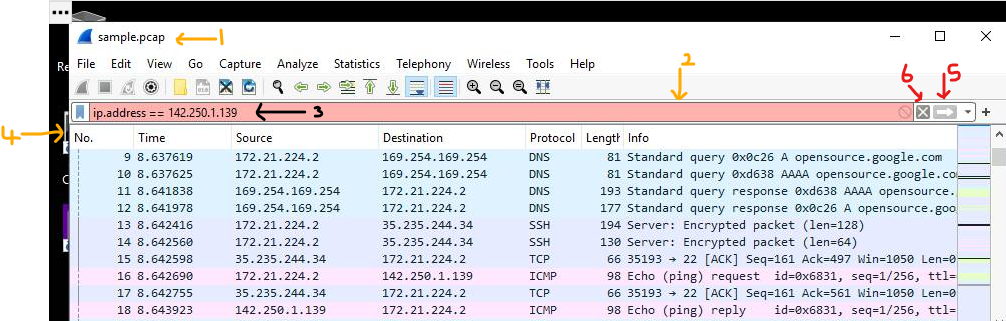 sample.pcap 1
File Edit View Go Capture Analyze Statistics Telephony Wireless Tools Help
2 6 5
ip.address == 142.250.1.139 3
4
No. Time Source Destination Protocol Length Info
9 8.637619 172.21.224.2 169.254.169.254 DNS 81 Standard query 0x0c26 A opensource.google.com
10 8.637625 172.21.224.2 169.254.169.254 DNS 81 Standard query 0xd638 AAAA opensource.google.co
11 8.641838 169.254.169.254 172.21.224.2 DNS 193 Standard query response 0xd638 AAAA opensource.
12 8.641978 169.254.169.254 172.21.224.2 DNS 177 Standard query response 0x0c26 A opensource.goo
13 8.642416 172.21.224.2 35.235.244.34 SSH 194 Server: Encrypted packet (len=128)
14 8.642560 172.21.224.2 35.235.244.34 SSH 130 Server: Encrypted packet (len=64)
15 8.642598 35.235.244.34 172.21.224.2 TCP 66 35193 → 22 [ACK] Seq=161 Ack=497 Win=1050 Len=0
16 8.642690 172.21.224.2 142.250.1.139 ICMP 98 Echo (ping) request id=0x6831, seq=1/256, ttl=
17 8.642755 35.235.244.34 172.21.224.2 TCP 66 35193 → 22 [ACK] Seq=161 Ack=561 Win=1050 Len=0
18 8.643923 142.250.1.139 172.21.224.2 ICMP 98 Echo (ping) reply id=0x6831, seq=1/256, ttl=